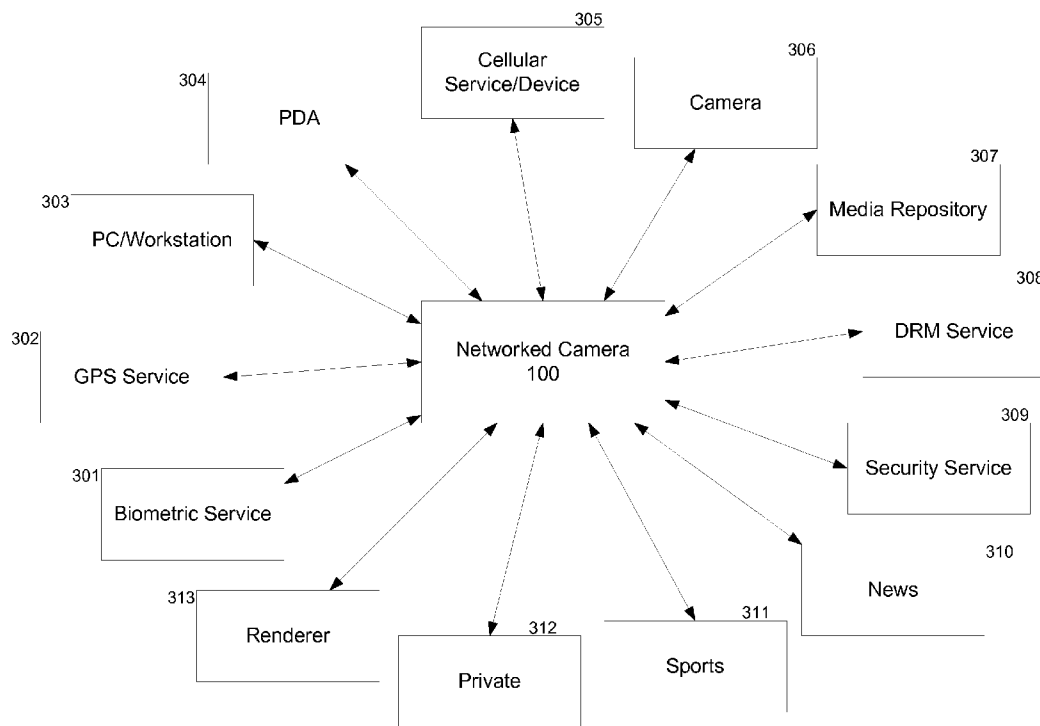 305
Cellular
Service/Device
306
Camera
304
PDA
307
Media Repository
303
PC/Workstation
308
DRM Service
302
GPS Service
Networked Camera
100
309
Security Service
301
Biometric Service
310
News
313
Renderer
312
Private
311
Sports